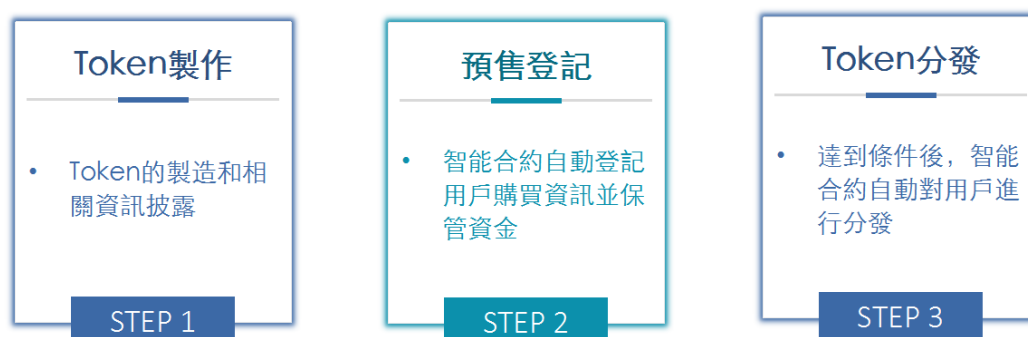 Token製作
• Token的製造和相
關資訊披露
STEP 1
預售登記
• 智能合約自動登記
用戶購買資訊並保
管資金
STEP 2
Token分發
• 達到條件後，智能
合約自動對用戶進
行分發
STEP 3